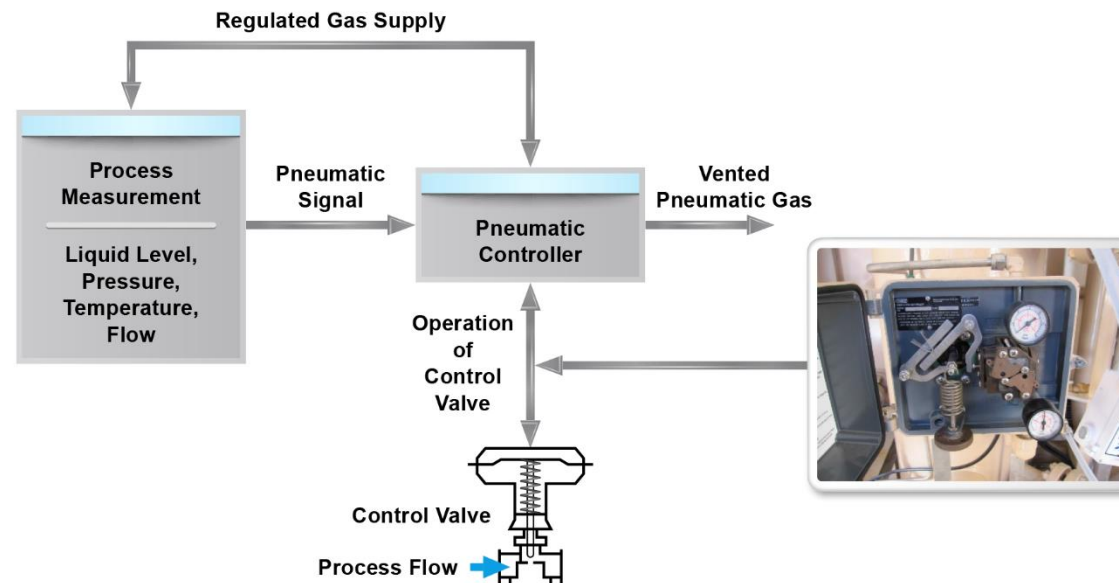 Regulated Gas Supply
Process
Measurement
Liquid Level,
Pressure,
Temperature,
Flow
Pneumatic
Signal
Pneumatic
Controller
Vented
Pneumatic Gas
Operation
of
Control
Valve
Control Valve
Process Flow